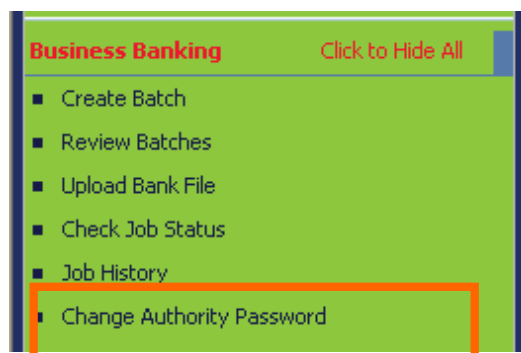 Business Banking Click to Hide All
Create Batch
Review Batches
Upload Bank File
Check Job Status
Job History
Change Authority Password